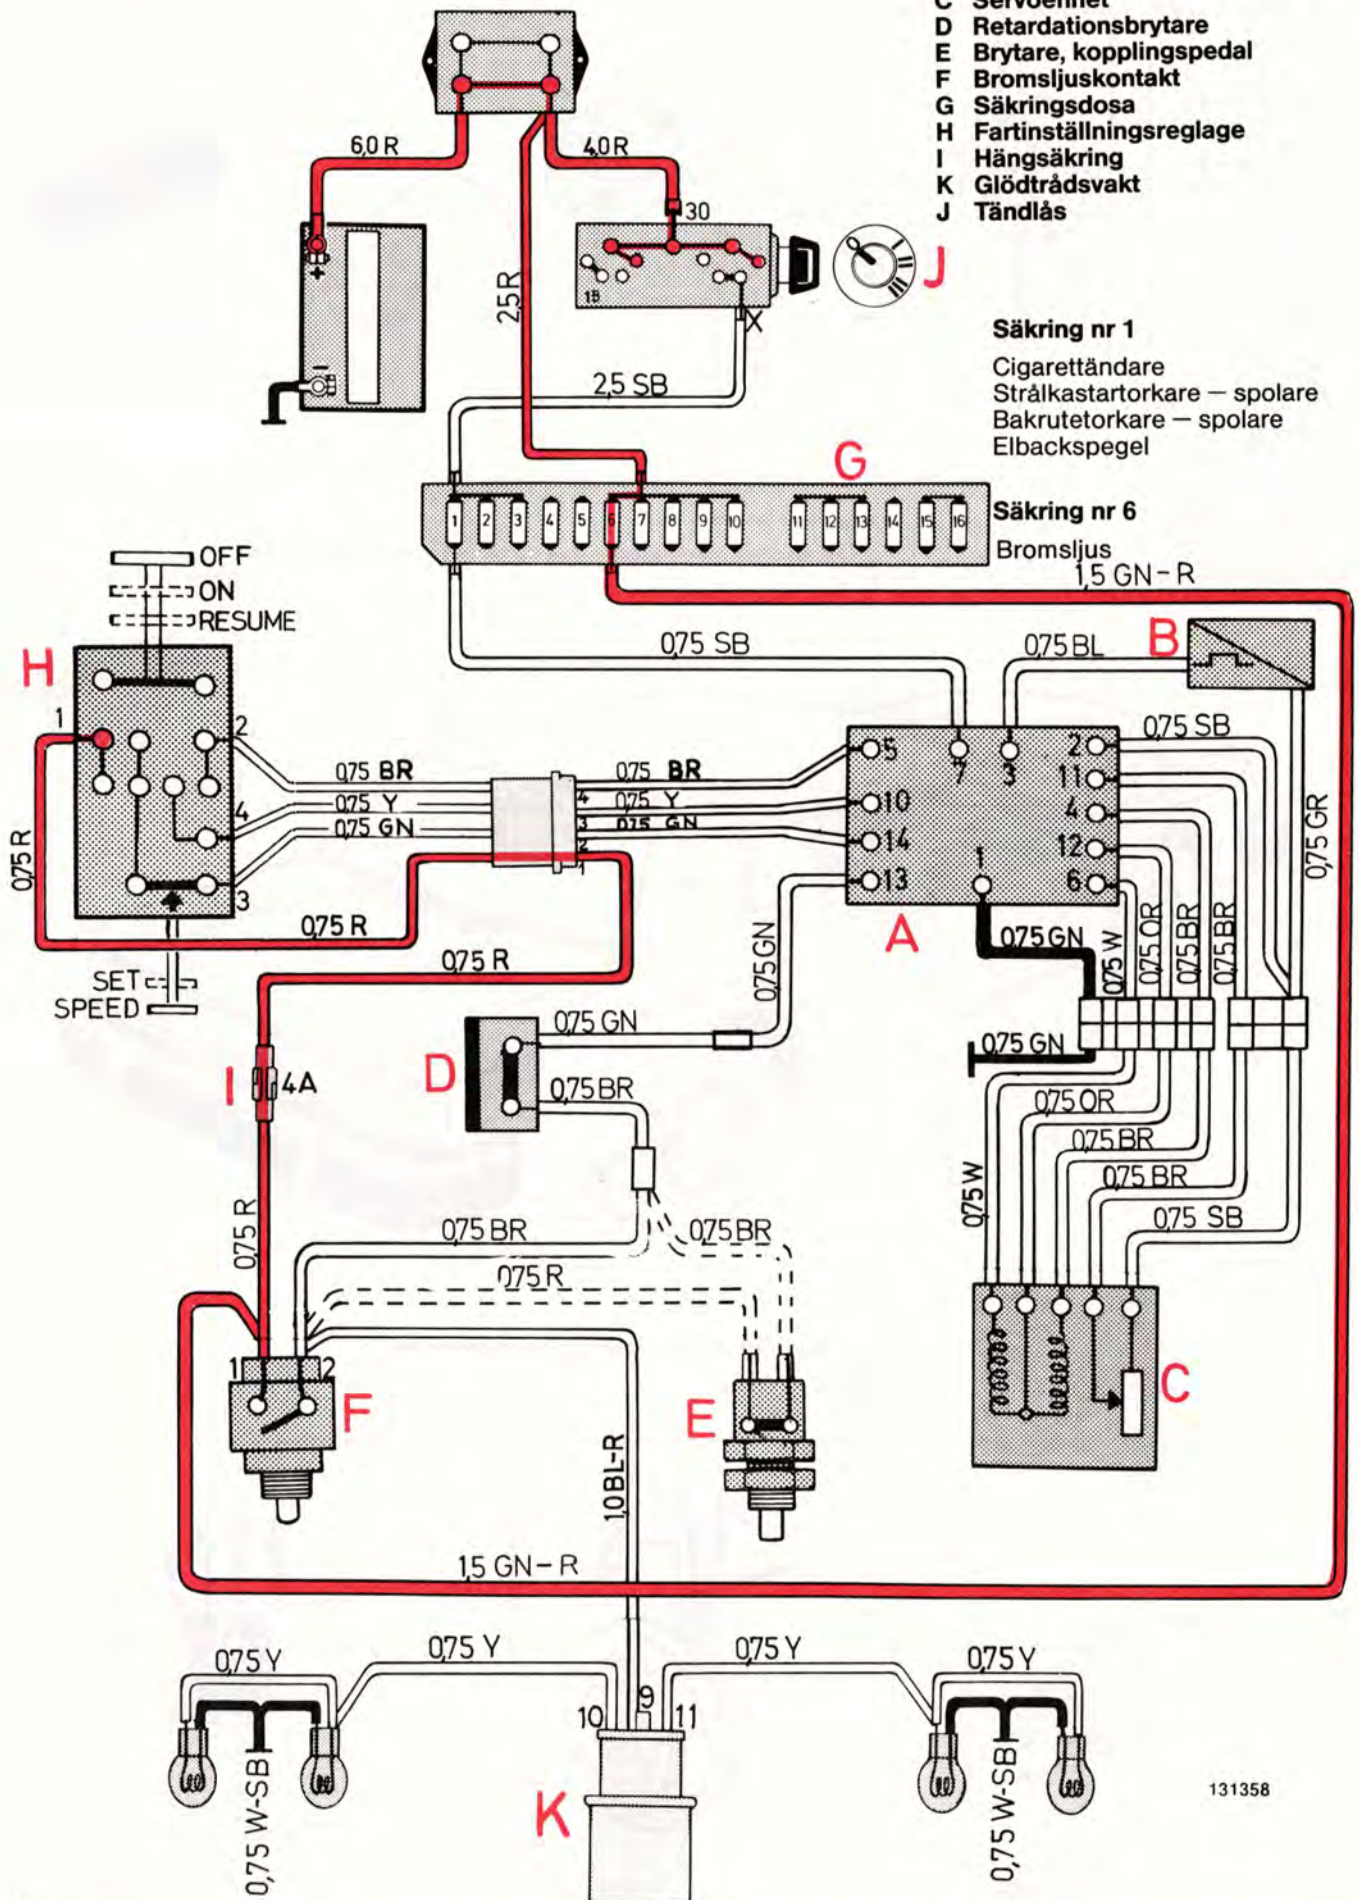 C Servoenhet
D Retardationsbrytare
E Brytare, kopplingspedal
F Bromsljuskontakt
G Säkringsdosa
H Fartinställningsreglage
I Hängsäkring
K Glödtrådsvakt
J Tändlås
6,0 R
4,0 R
30
J
+
−
2,5 R
15
X
Säkring nr 1
Cigarettändare
Strålkastartorkare – spolare
Bakrutetorkare – spolare
Elbackspegel
2,5 SB
G
1 2 3 4 5 6 7 8 9 10 11 12 13 14 15 16
Säkring nr 6
Bromsljus
OFF
ON
RESUME
1,5 GN-R
H
0,75 SB
0,75 BL
B
1
2
5
7
3
2
0,75 SB
0,75 BR
0,75 BR
11
4
0,75 Y
4
0,75 Y
10
4
0,75 GN
3
0,75 GN
14
12
0,75 R
2
1
13
1
6
0,75 GR
3
0,75 R
A
0,75 GN
0,75 W
0,75 OR
0,75 BR
0,75 BR
0,75 R
0,75 GN
SET
SPEED
0,75 GN
0,75 GN
D
I
4A
0,75 BR
0,75 OR
0,75 BR
0,75 BR
0,75 W
0,75 SB
0,75 R
0,75 BR
0,75 BR
0,75 R
1
2
F
E
C
1,0 BL-R
1,5 GN-R
0,75 Y
0,75 Y
0,75 Y
0,75 Y
10
9
11
0,75 W-SB
0,75 W-SB
K
131358